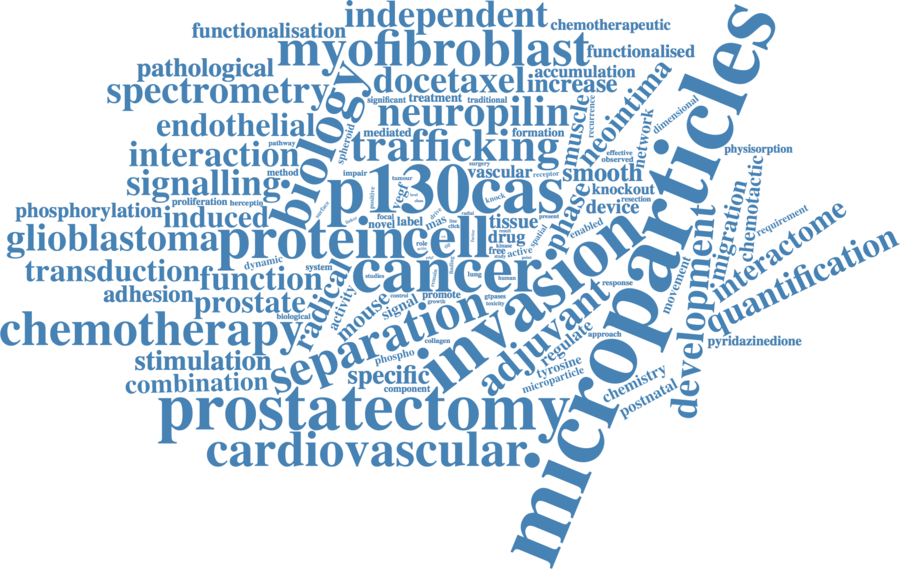 independent
chemotherapeutic
functionalisation
myofibroblast
functionalised
pathological
docetaxel
accumulation
spectrometry
increase
significant
treatment
traditional
neuropilin
endothelial
mediated
formation
muscle
recurrence
neointima
network
dimensional
microparticles
biology
spheroid
pathway
interaction
trafficking
effective
observed
physisorption
method
impair
tumour
surgery
vascular
receptor
smooth
signalling
p130cas
knockout
resection
proliferation
herceptin
positive
vegf
knock
phase
device
phosphorylation
induced
surface
focal
novel
label
mas
tissue
present
enabled
migration
chemotactic
requirement
glioblastoma
protein
cell
click
role
drug
spatial
free
active
invasion
development
interactome
transduction
function
dynamic
system
cancer
studies
lung
human
response
movement
quantification
adhesion
prostate
radical
activity
mouse
control
signal
promote
growth
gtpases
toxicity
biological
chemotherapy
separation
collagen
adjuvant
regulate
approach
pyridazinedione
stimulation
phospho
specific
tyrosine
microparticle
combination
component
chemistry
postnatal
prostatectomy
cardiovascular.